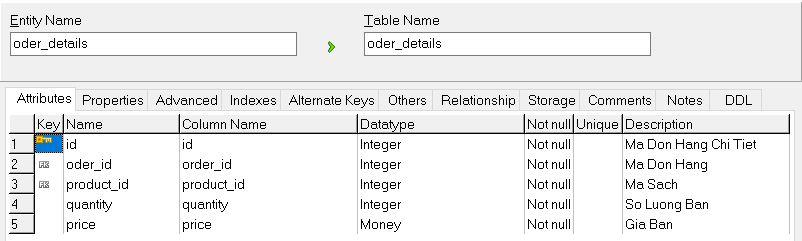 Entity Name Table Name
oder_details oder_details
Attributes Properties Advanced Indexes Alternate Keys Others Relationship Storage Comments Notes DDL
Key Name Column Name Datatype Not null Unique Description
1 id id Integer Not null Ma Don Hang Chi Tiet
2 FK oder_id order_id Integer Not null Ma Don Hang
3 FK product_id product_id Integer Not null Ma Sach
4 quantity quantity Integer Not null So Luong Ban
5 price price Money Not null Gia Ban